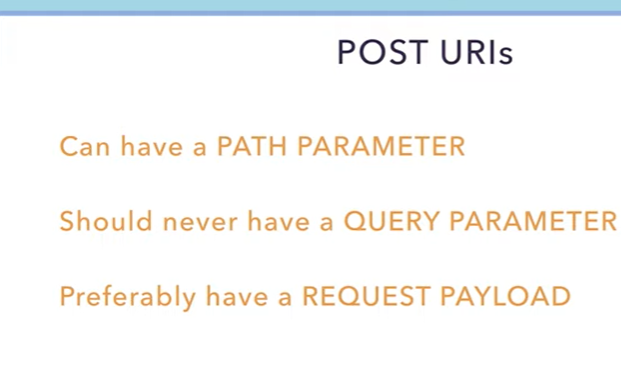 POST URIs
Can have a PATH PARAMETER
Should never have a QUERY PARAMETER
Preferably have a REQUEST PAYLOAD